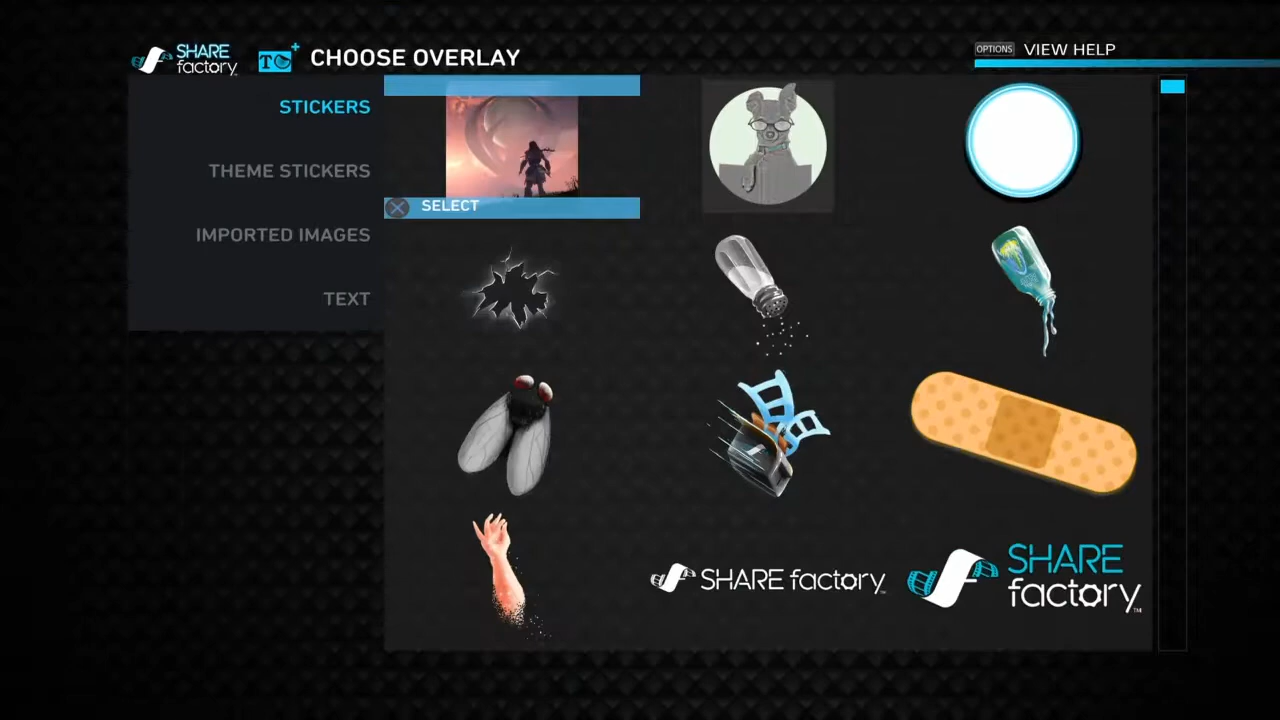 SHARE
factory
CHOOSE OVERLAY
OPTIONS
VIEW HELP
STICKERS
THEME STICKERS
IMPORTED IMAGES
TEXT
SELECT
SHARE factory
SHARE
factory